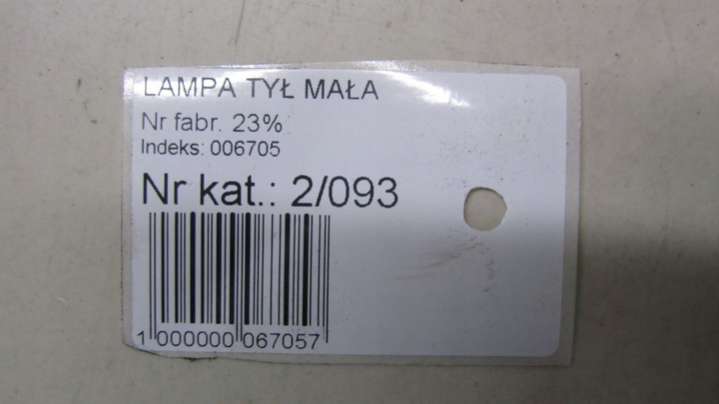 LAMPA TYŁ MAŁA
Nr fabr. 23%
Indeks: 006705
Nr kat.: 2/093
1 000000 067057